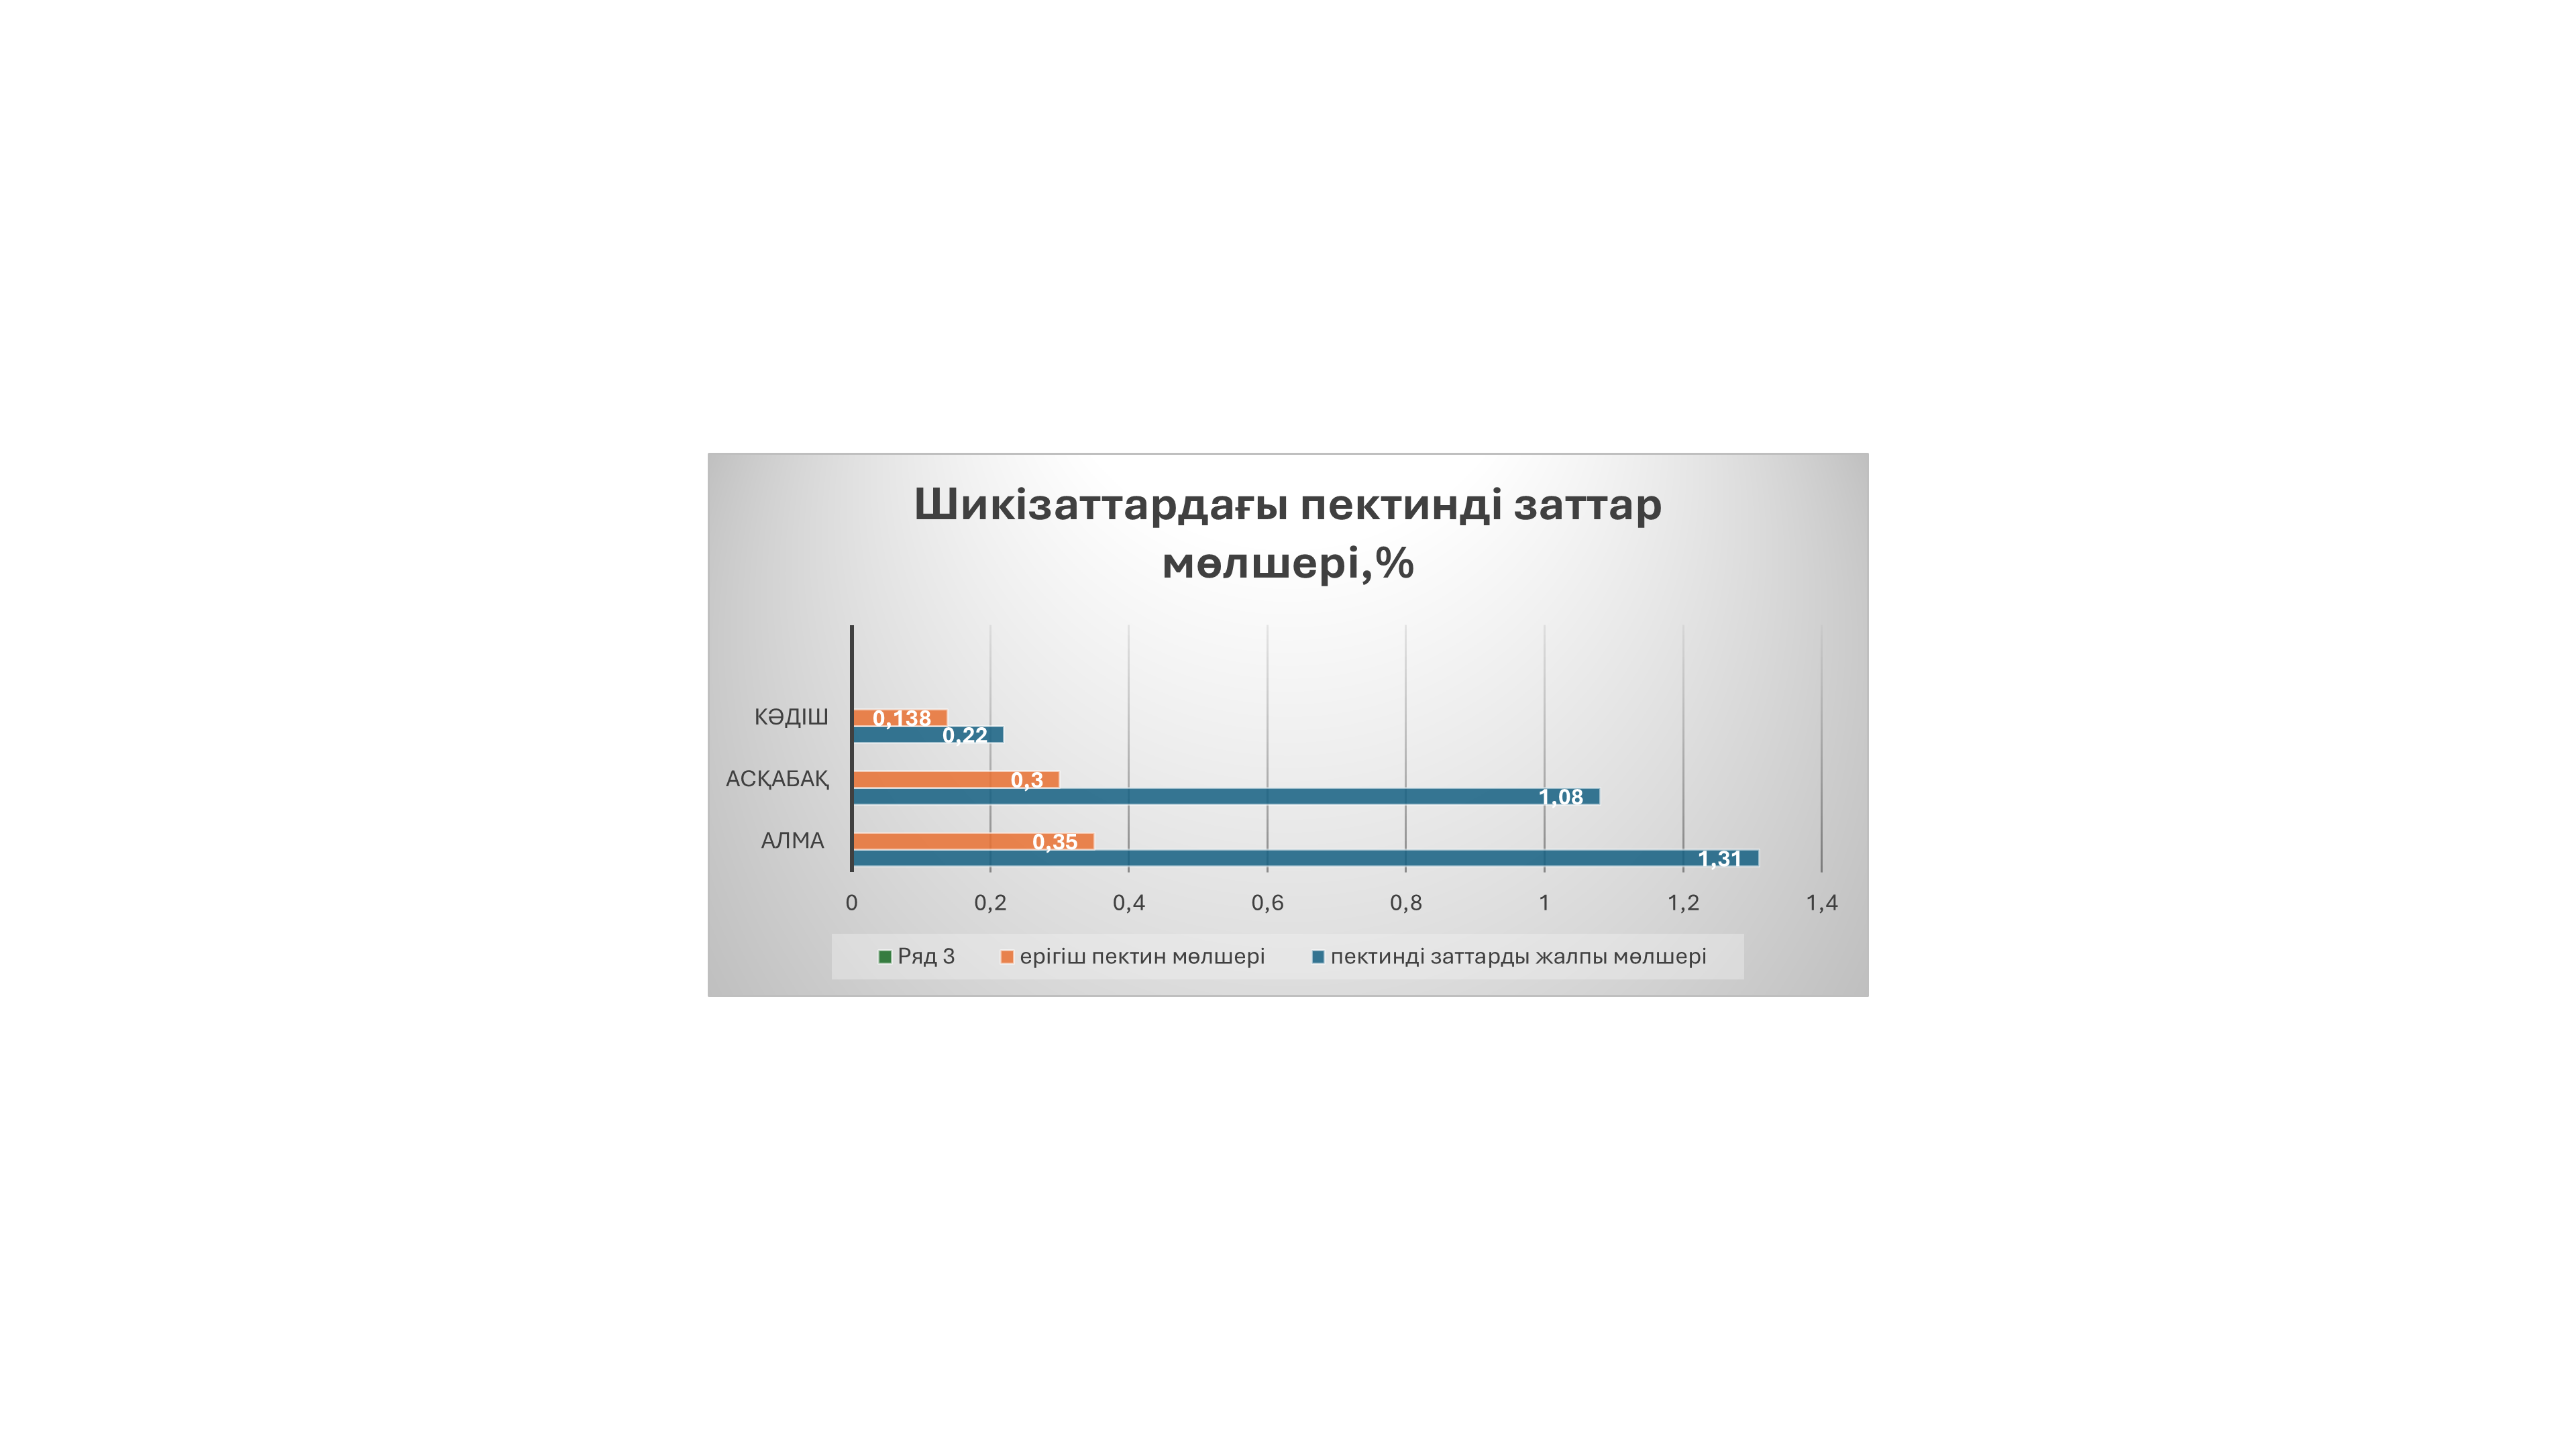 Шикізаттардағы пектинді заттар
мөлшері,%
КӘДІШ
0,138
0,22
АСҚАБАҚ
0,3
1,08
АЛМА
0,35
1,31
0 0,2 0,4 0,6 0,8 1 1,2 1,4
Ряд 3 ерігіш пектин мөлшері пектинді заттарды жалпы мөлшері